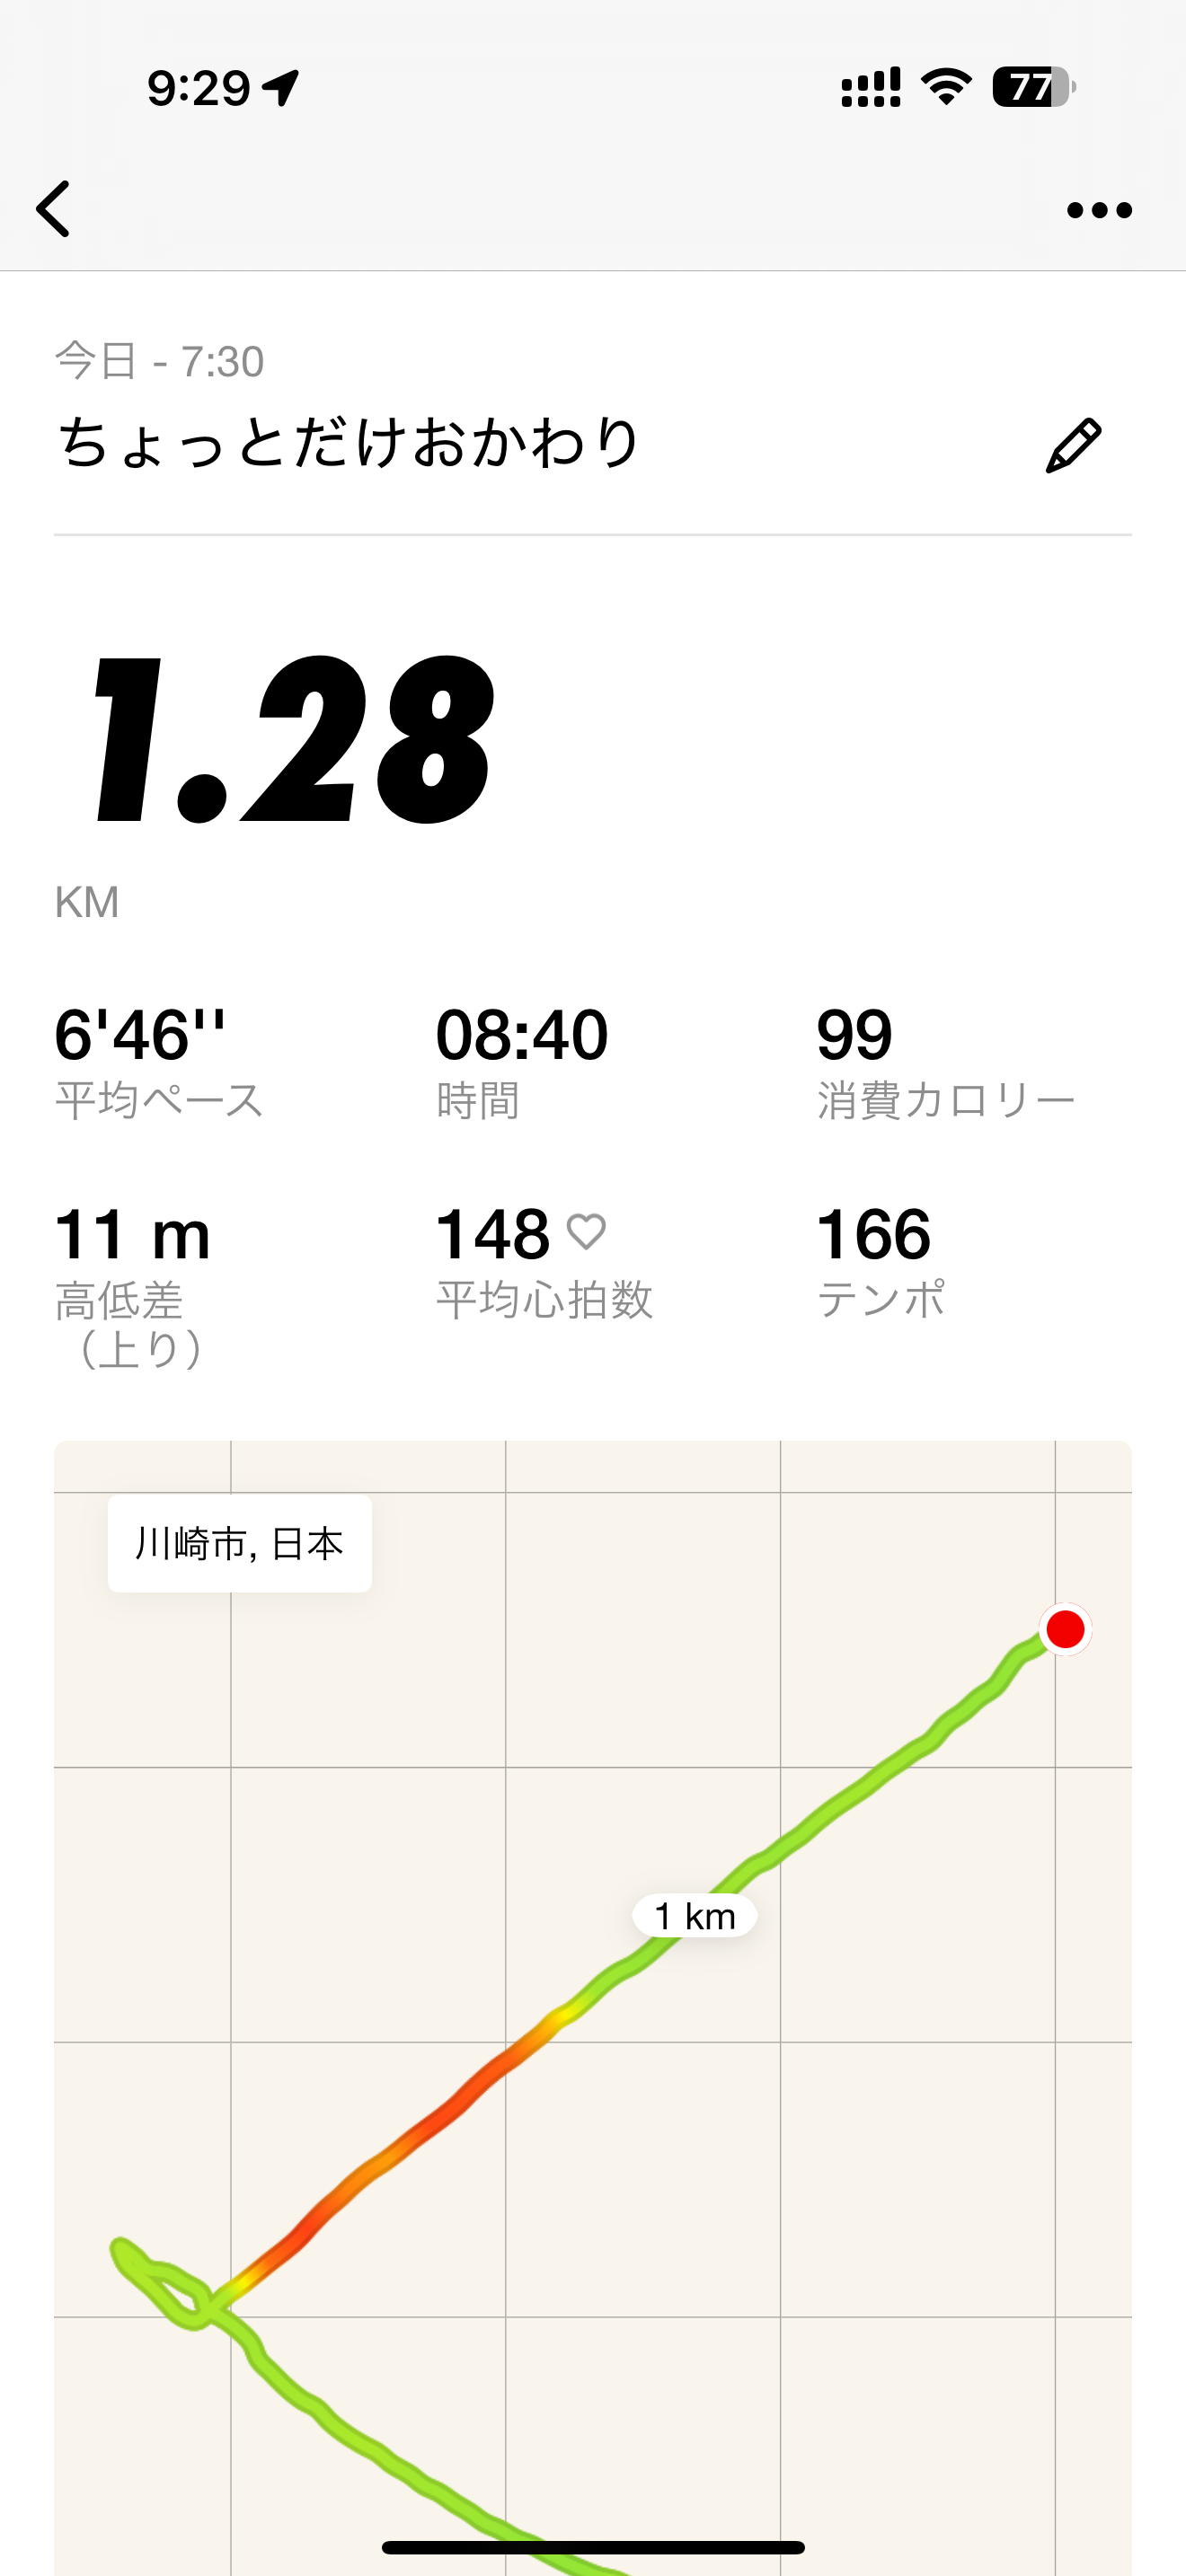 9:29
77
今日 - 7:30
ちょっとだけおかわり
1.28
KM
6'46''
平均ペース
08:40
時間
99
消費カロリー
11 m
高低差
（上り）
148
平均心拍数
166
テンポ
川崎市, 日本
1 km